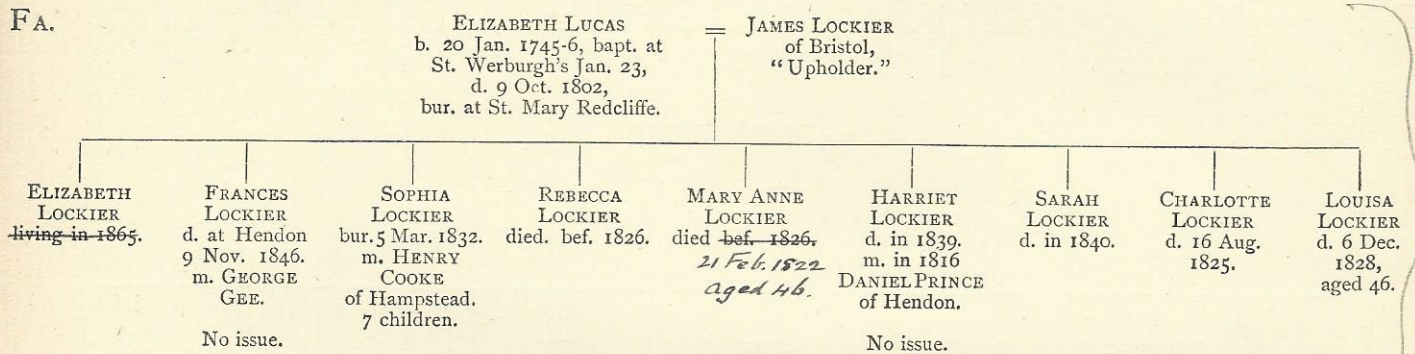 FA.
ELIZABETH LUCAS
b. 20 Jan. 1745-6, bapt. at
St. Werburgh's Jan. 23,
d. 9 Oct. 1802,
bur. at St. Mary Redcliffe.
=
JAMES LOCKIER
of Bristol,
"Upholder."
ELIZABETH
LOCKIER
living in 1865.
FRANCES
LOCKIER
d. at Hendon
9 Nov. 1846.
m. GEORGE
GEE.
No issue.
SOPHIA
LOCKIER
bur. 5 Mar. 1832.
m. HENRY
COOKE
of Hampstead.
7 children.
REBECCA
LOCKIER
died. bef. 1826.
MARY ANNE
LOCKIER
died bef. 1826.
21 Feb. 1822
aged 46.
HARRIET
LOCKIER
d. in 1839.
m. in 1816
DANIEL PRINCE
of Hendon.
No issue.
SARAH
LOCKIER
d. in 1840.
CHARLOTTE
LOCKIER
d. 16 Aug.
1825.
LOUISA
LOCKIER
d. 6 Dec.
1828,
aged 46.